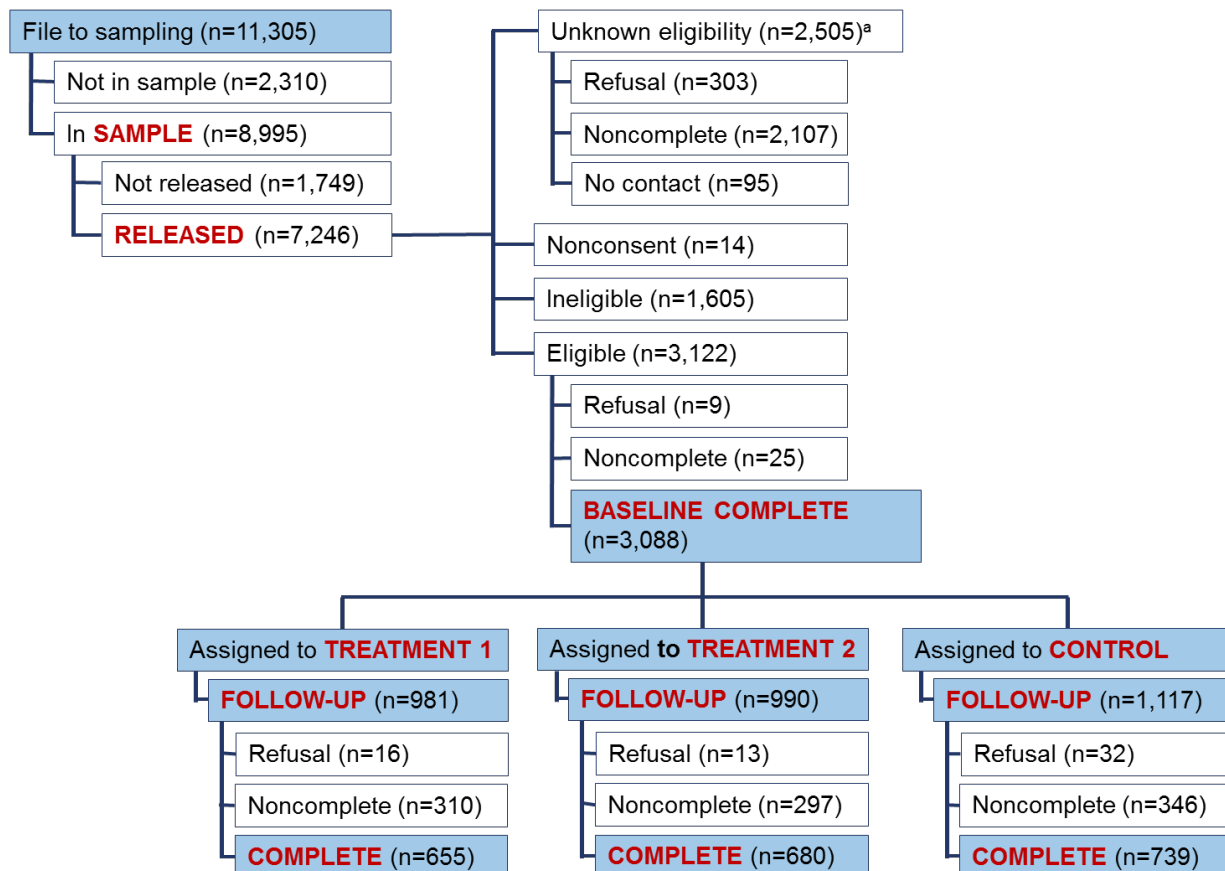 File to sampling (n=11,305)
Not in sample (n=2,310)
In SAMPLE (n=8,995)
Not released (n=1,749)
RELEASED (n=7,246)
Unknown eligibility (n=2,505)ᵃ
Refusal (n=303)
Noncomplete (n=2,107)
No contact (n=95)
Nonconsent (n=14)
Ineligible (n=1,605)
Eligible (n=3,122)
Refusal (n=9)
Noncomplete (n=25)
BASELINE COMPLETE
(n=3,088)
Assigned to TREATMENT 1
FOLLOW-UP (n=981)
Refusal (n=16)
Noncomplete (n=310)
COMPLETE (n=655)
Assigned to TREATMENT 2
FOLLOW-UP (n=990)
Refusal (n=13)
Noncomplete (n=297)
COMPLETE (n=680)
Assigned to CONTROL
FOLLOW-UP (n=1,117)
Refusal (n=32)
Noncomplete (n=346)
COMPLETE (n=739)